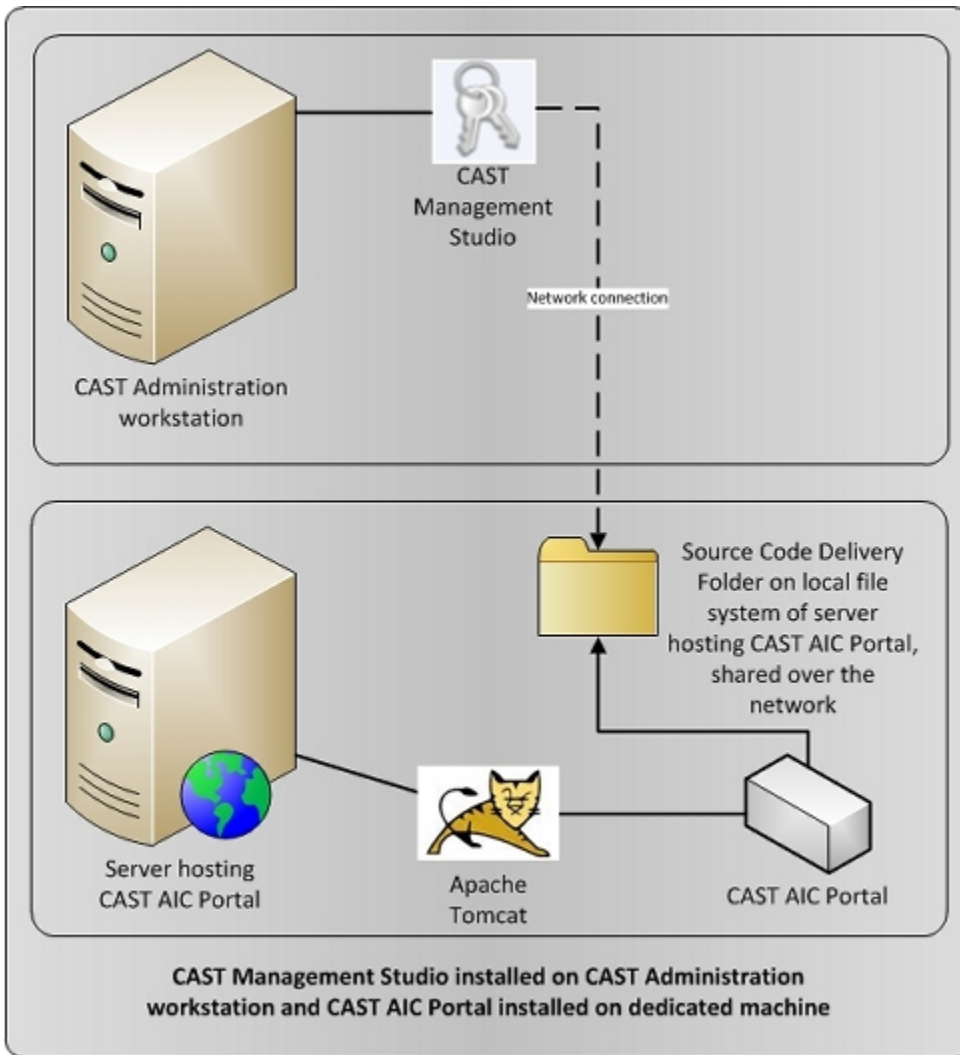 CAST
Management
Studio
Network connection
CAST Administration
workstation
Source Code Delivery
Folder on local file
system of server
hosting CAST AIC Portal,
shared over the
network
Server hosting
CAST AIC Portal
Apache
Tomcat
CAST AIC Portal
CAST Management Studio installed on CAST Administration
workstation and CAST AIC Portal installed on dedicated machine